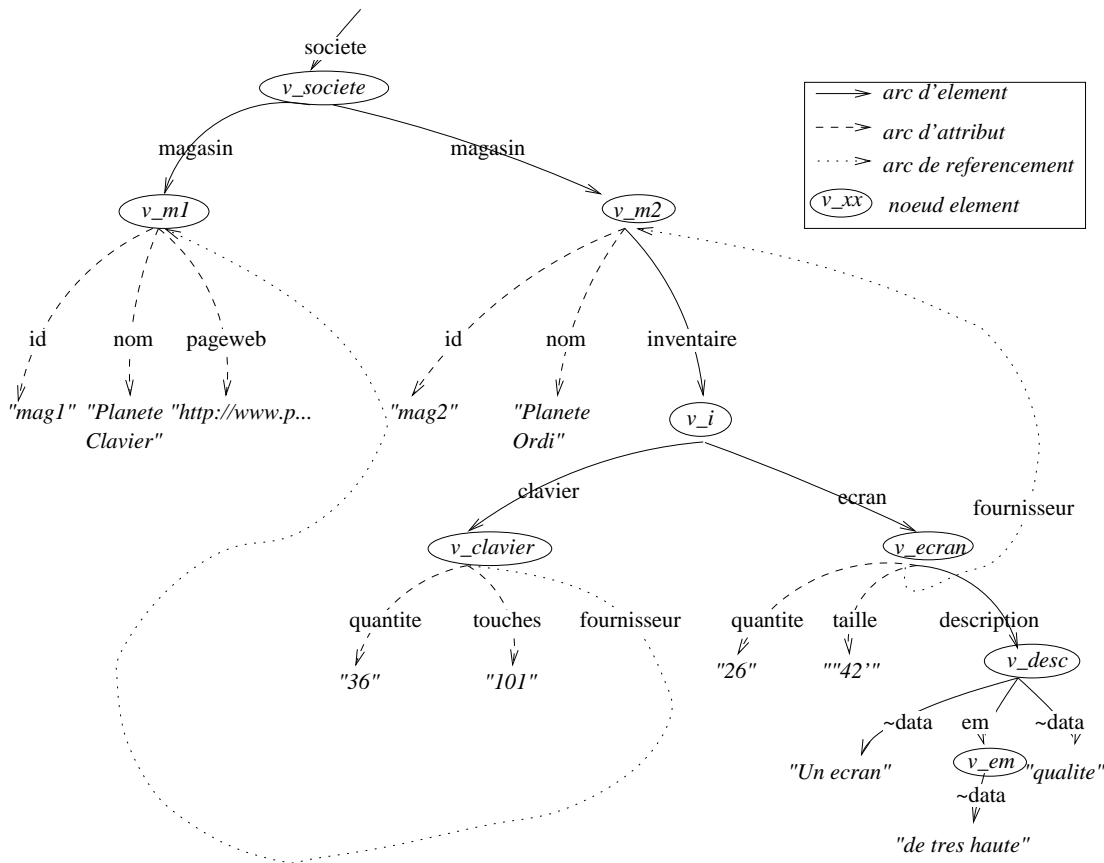 societe
v_societe
arc d'element
arc d'attribut
arc de referencement
v_xx noeud element
magasin
magasin
v_m1
v_m2
id
nom
pageweb
id
nom
inventaire
"mag1"
"Planete
Clavier"
"http://www.p...
"mag2"
"Planete
Ordi"
v_i
clavier
ecran
fournisseur
v_clavier
v_ecran
quantite
touches
fournisseur
quantite
taille
description
"36"
"101"
"26"
""42'"
v_desc
~data
em
~data
"Un ecran"
v_em
"qualite"
~data
"de tres haute"